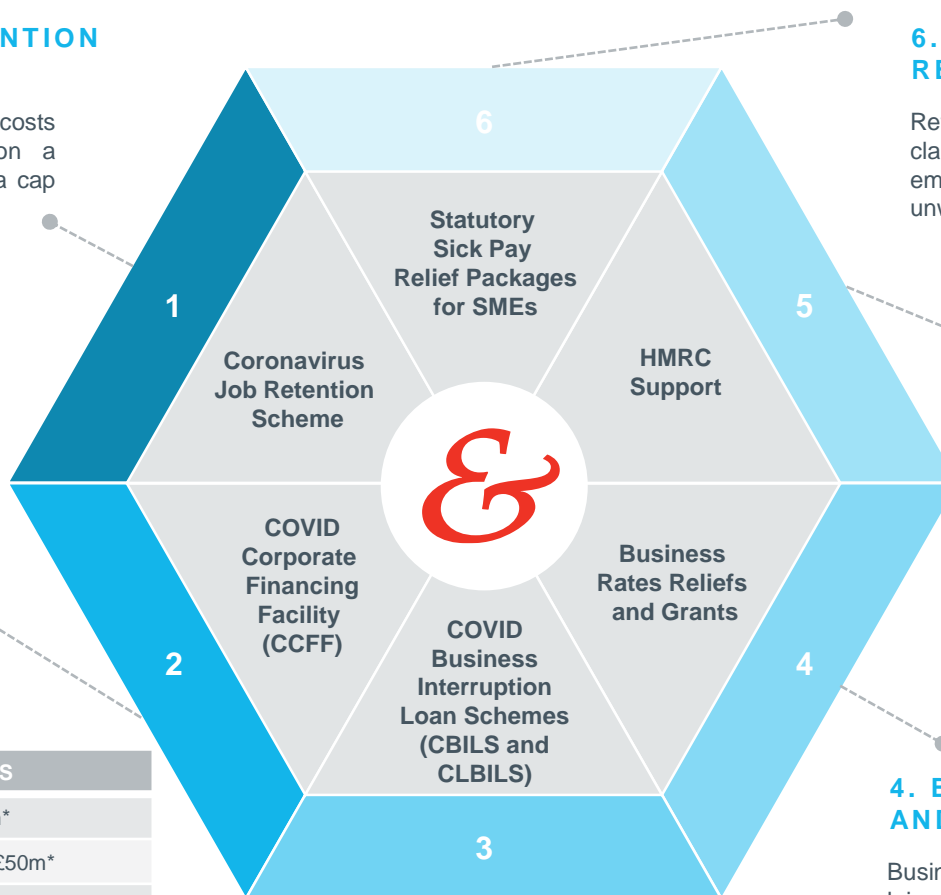 NTION
costs
on a
a cap
6.
RE
Re
cla
em
unv
6
Statutory
Sick Pay
Relief Packages
for SMEs
1
Coronavirus
Job Retention
Scheme
5
HMRC
Support
&
COVID
Corporate
Financing
Facility
(CCFF)
2
Business
Rates Reliefs
and Grants
4
COVID
Business
Interruption
Loan Schemes
(CBILS and
CLBILS)
3
S
*
£50m*
4. B
AND
Busin